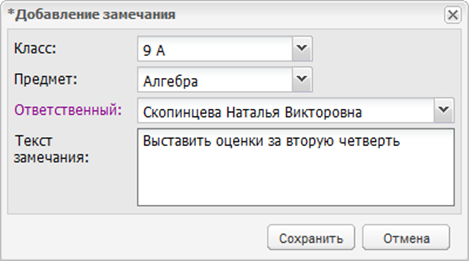 *Добавление замечания
Класс: 9 А
Предмет: Алгебра
Ответственный: Скопинцева Наталья Викторовна
Текст замечания: Выставить оценки за вторую четверть
Сохранить Отмена